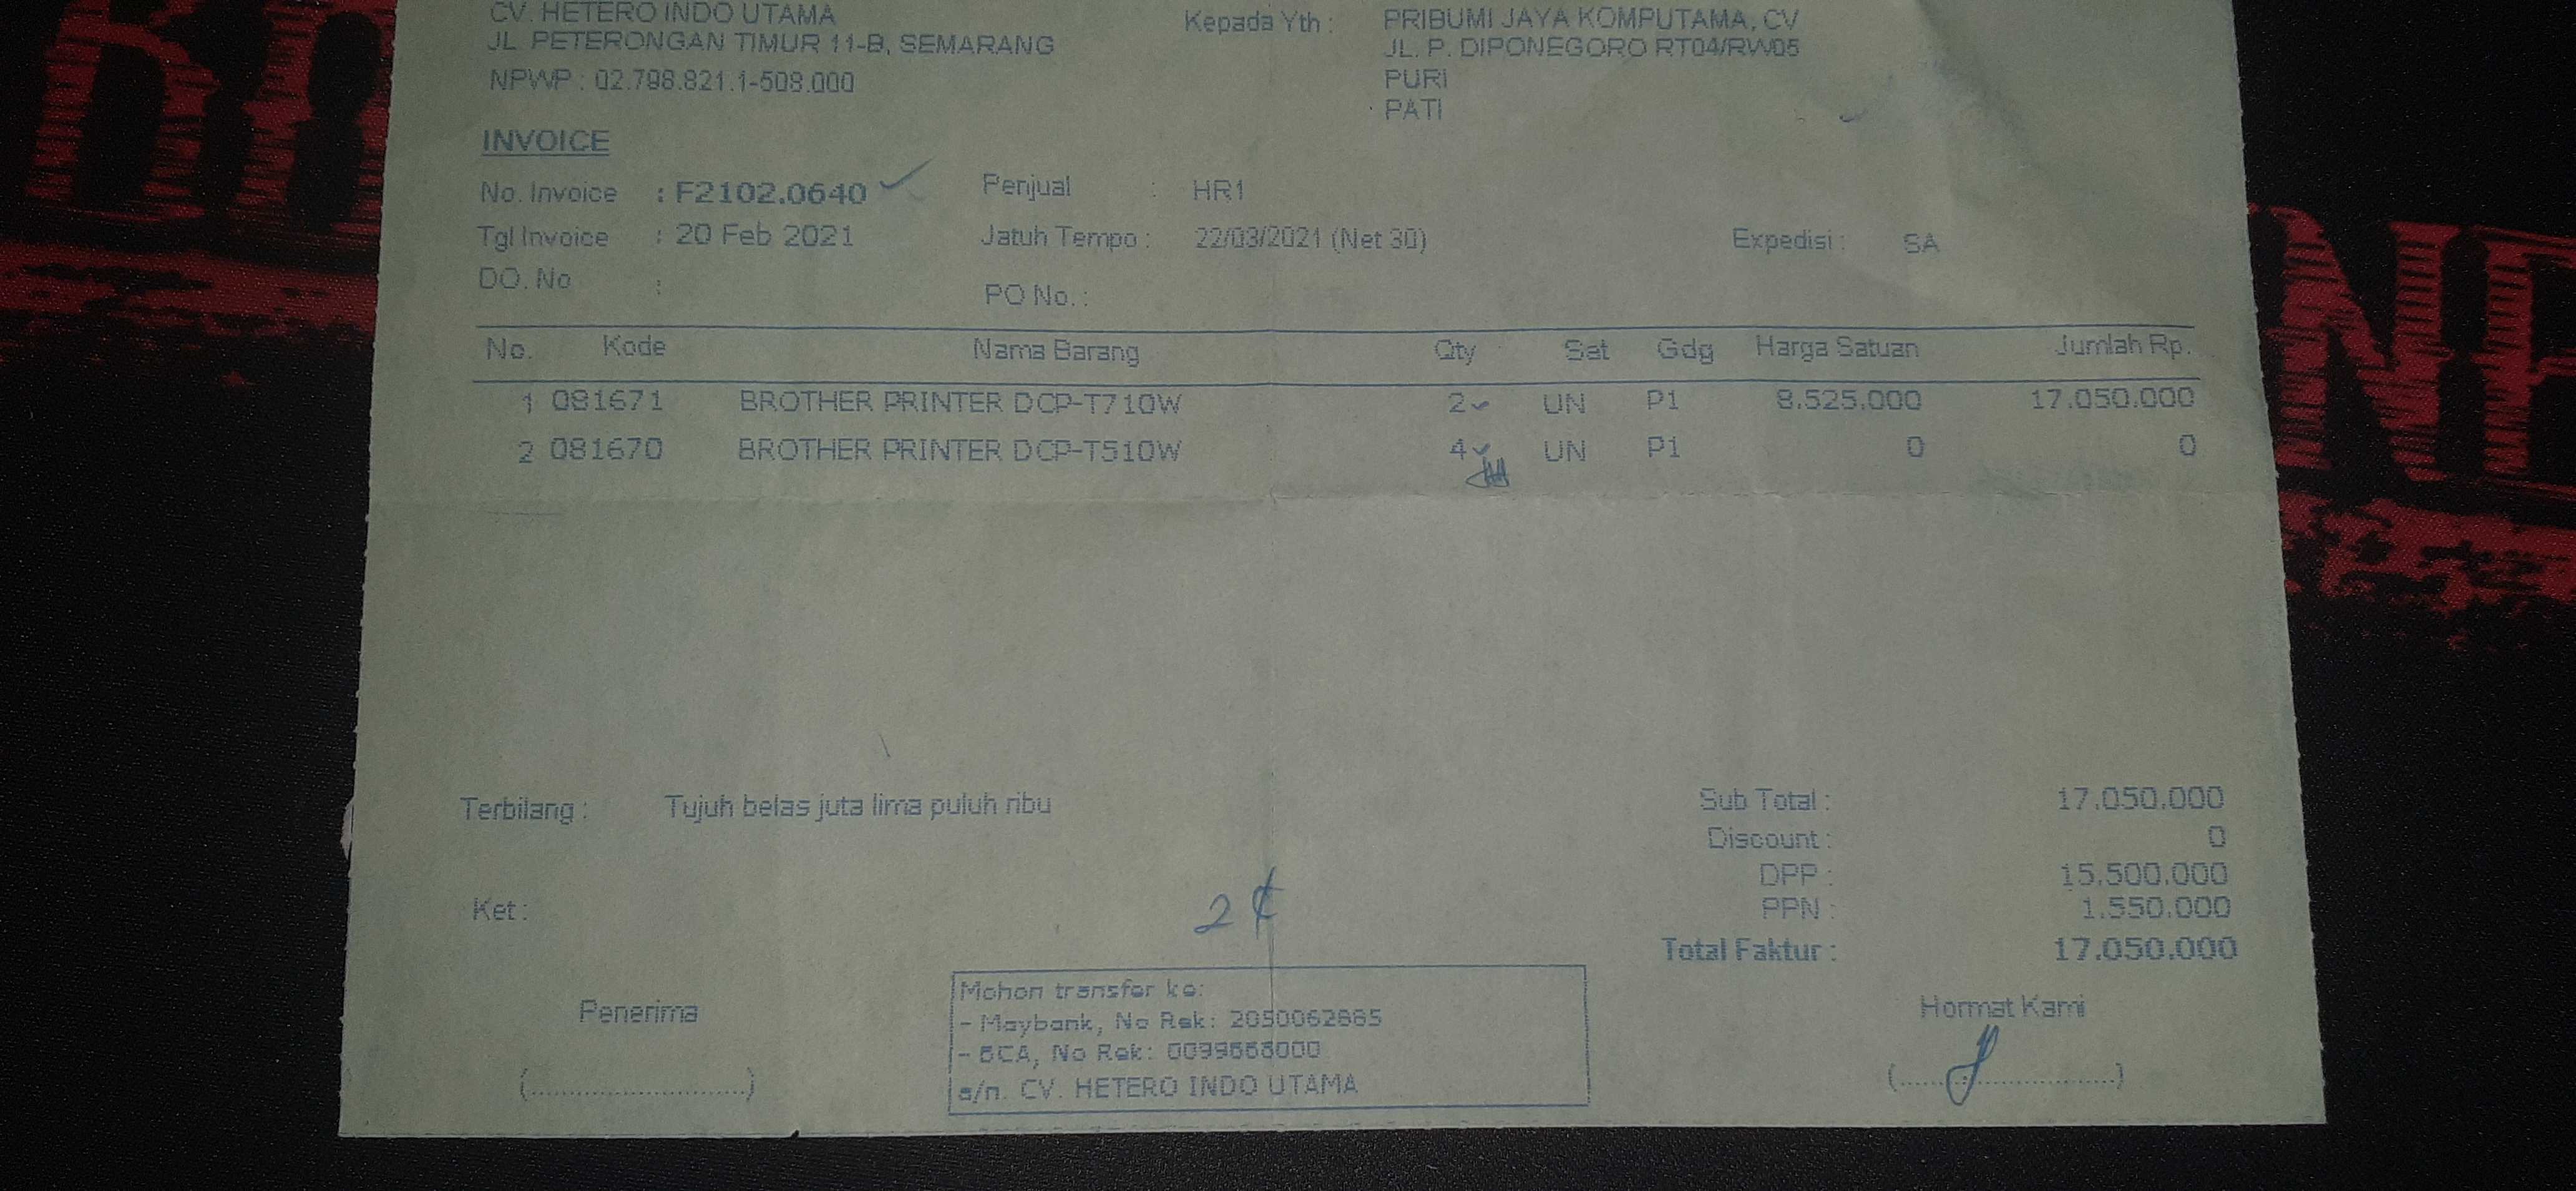 CV. HETERO INDO UTAMA
JL. PETERONGAN TIMUR 11-B, SEMARANG
NPWP : 02.798.821.1-508.000
Kepada Yth :
PRIBUMI JAYA KOMPUTAMA, CV
JL. P. DIPONEGORO RT04/RW05
PURI
PATI
INVOICE
No. Invoice : F2102.0640 Penjual : HR1
Tgl Invoice : 20 Feb 2021 Jatuh Tempo : 22/03/2021 (Net 30) Expedisi : SA
DO. No : PO No. :
No. Kode Nama Barang Qty Sat Gdg Harga Satuan Jumlah Rp.
1 081671 BROTHER PRINTER DCP-T710W 2 UN P1 8.525.000 17.050.000
2 081670 BROTHER PRINTER DCP-T510W 4 UN P1 0 0
Terbilang : Tujuh belas juta lima puluh ribu
Sub Total : 17.050.000
Discount : 0
DPP : 15.500.000
PPN : 1.550.000
Total Faktur : 17.050.000
Ket :
2
Penerima
(..........................)
Mohon transfer ke:
- Maybank, No Rek: 2050062885
- BCA, No Rek:
a/n. CV. HETERO INDO UTAMA
Hormat Kami
(..........................)